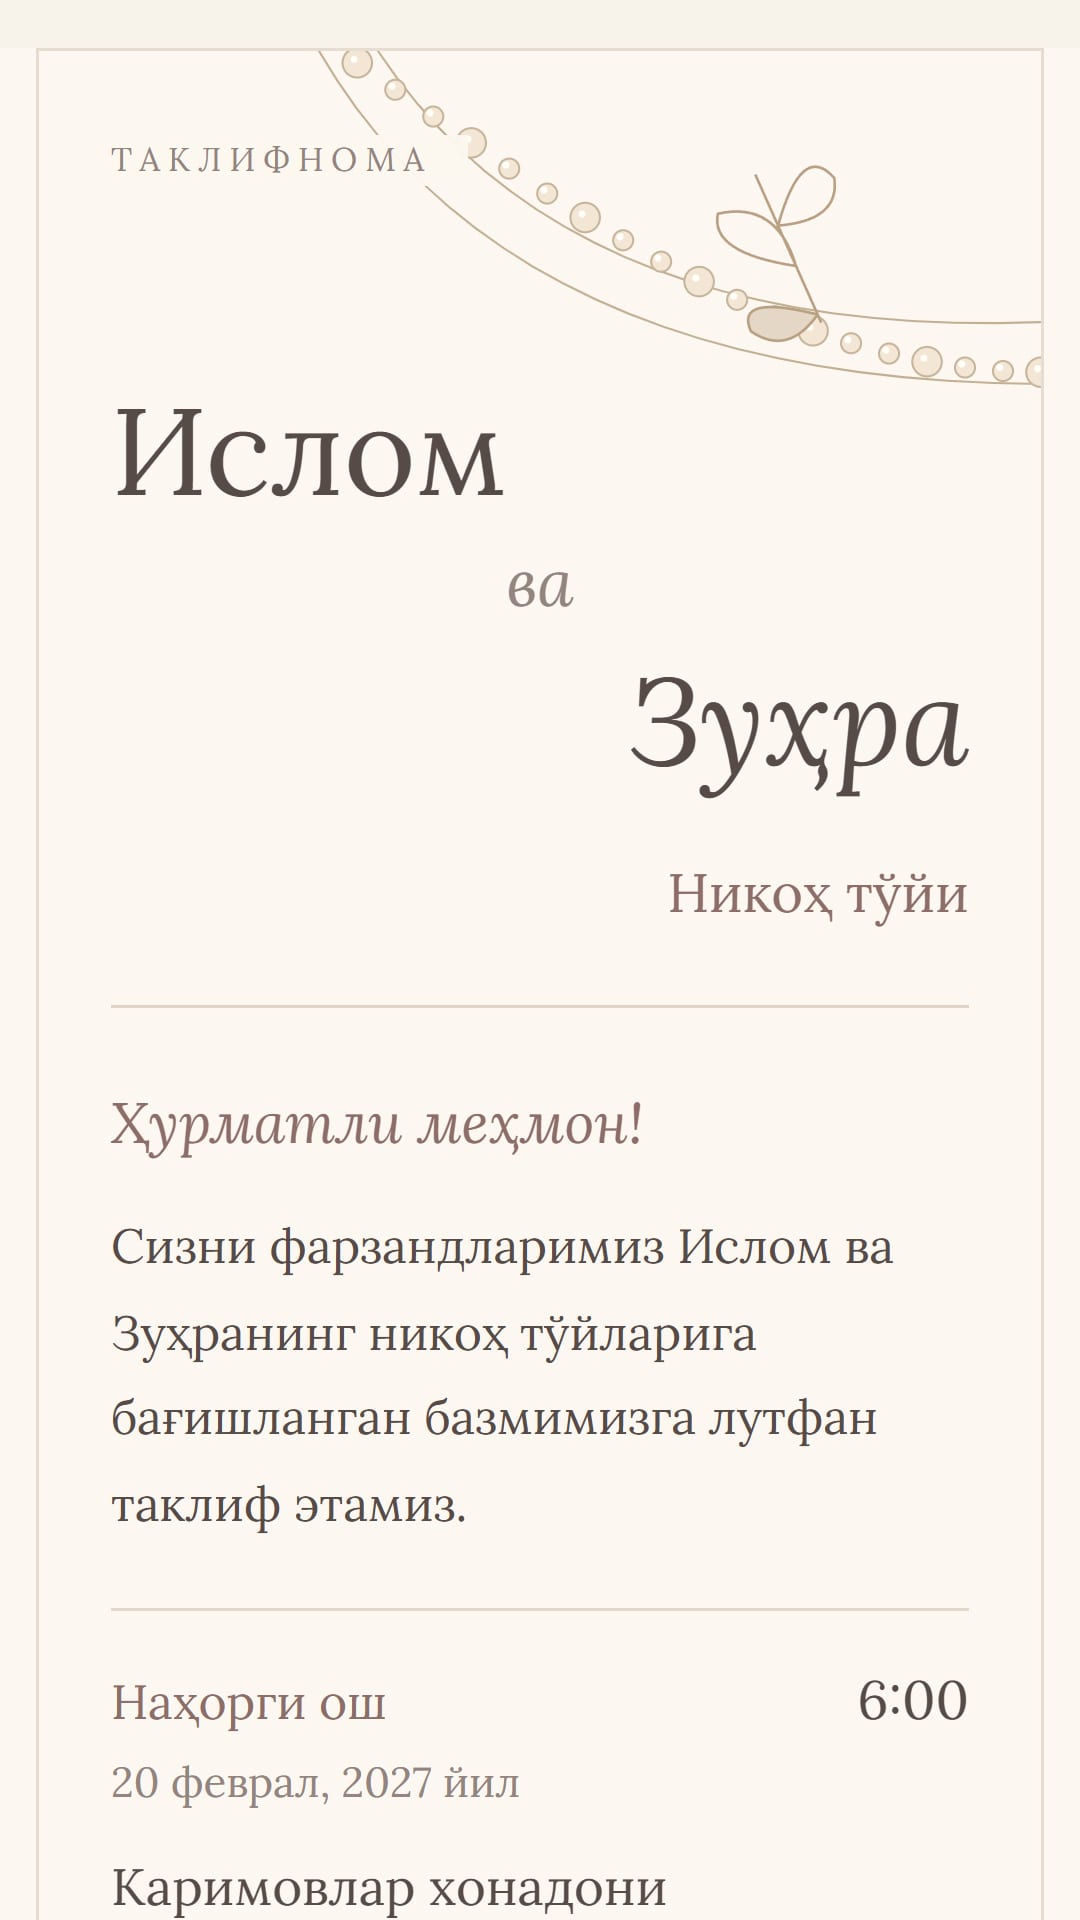 ТАКЛИФНОМА
Ислом
ва
Зуҳра
Никоҳ тўйи
Ҳурматли меҳмон!
Сизни фарзандларимиз Ислом ва
Зуҳранинг никоҳ тўйларига
бағишланган базмимизга лутфан
таклиф этамиз.
Наҳорги ош 6:00
20 феврал, 2027 йил
Каримовлар хонадони